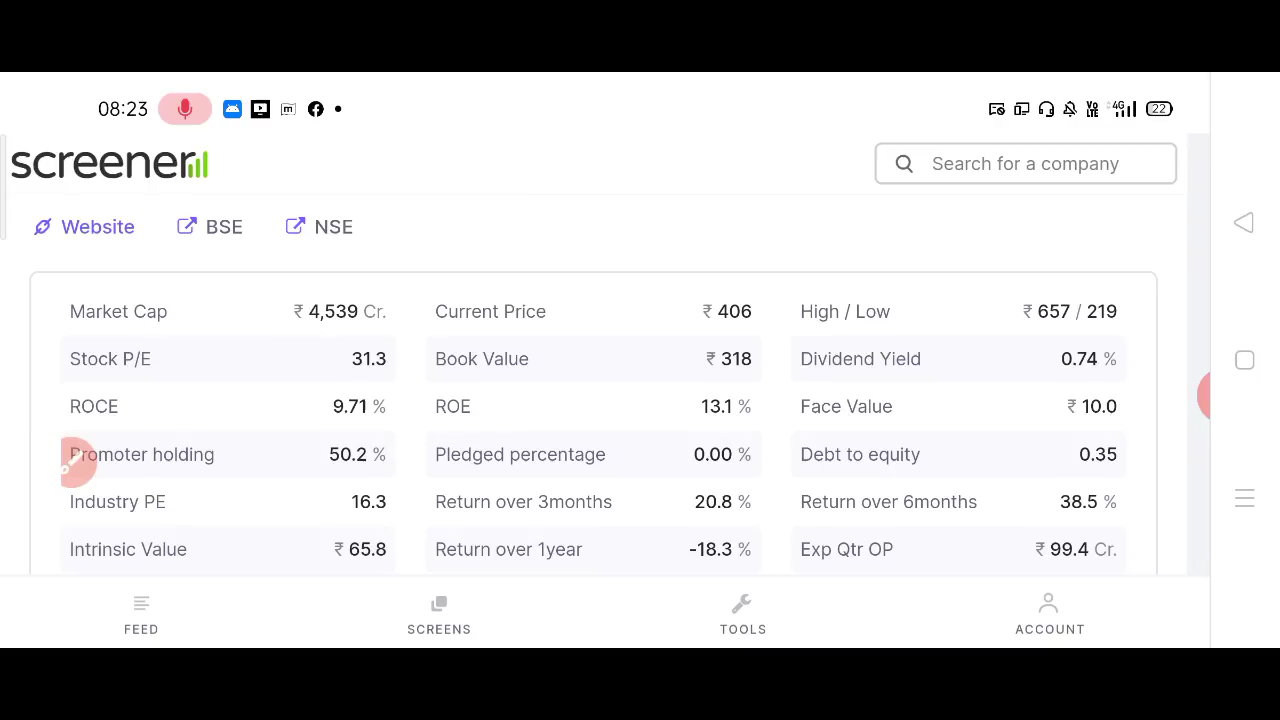 08:23 m VO LTE 4G 22
screener Search for a company
Website BSE NSE
Market Cap ₹ 4,539 Cr. Current Price ₹ 406 High / Low ₹ 657 / 219
Stock P/E 31.3 Book Value ₹ 318 Dividend Yield 0.74 %
ROCE 9.71 % ROE 13.1 % Face Value ₹ 10.0
Promoter holding 50.2 % Pledged percentage 0.00 % Debt to equity 0.35
Industry PE 16.3 Return over 3months 20.8 % Return over 6months 38.5 %
Intrinsic Value ₹ 65.8 Return over 1year -18.3 % Exp Qtr OP ₹ 99.4 Cr.
FEED SCREENS TOOLS ACCOUNT